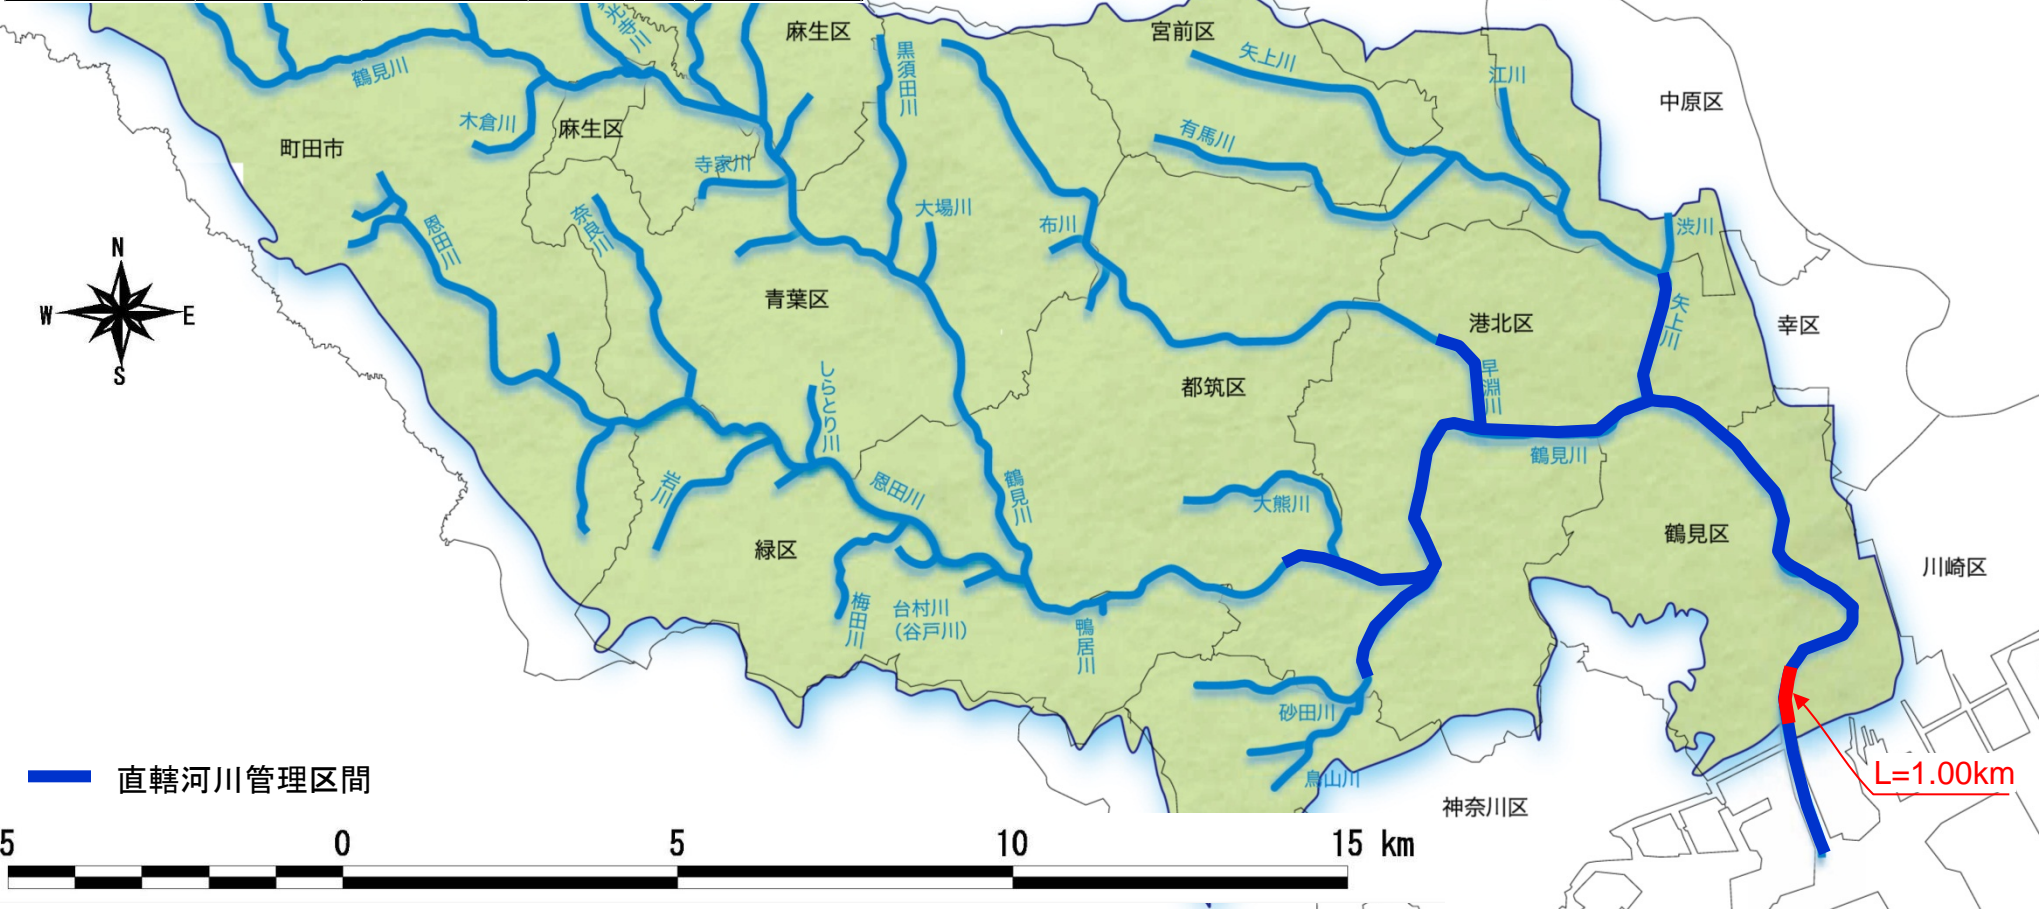 光寺川
麻生区
宮前区
黒須田川
矢上川
江川
中原区
鶴見川
木倉川
麻生区
町田市
有馬川
寺家川
恩田川
奈良川
大場川
布川
渋川
N
W
E
S
青葉区
港北区
矢上川
幸区
しらとり川
都筑区
早淵川
鶴見川
岩川
恩田川
鶴見川
大熊川
緑区
鶴見区
川崎区
梅田川
台村川
(谷戸川)
鴨居川
砂田川
鳥山川
神奈川区
L=1.00km
直轄河川管理区間
5
0
5
10
15 km